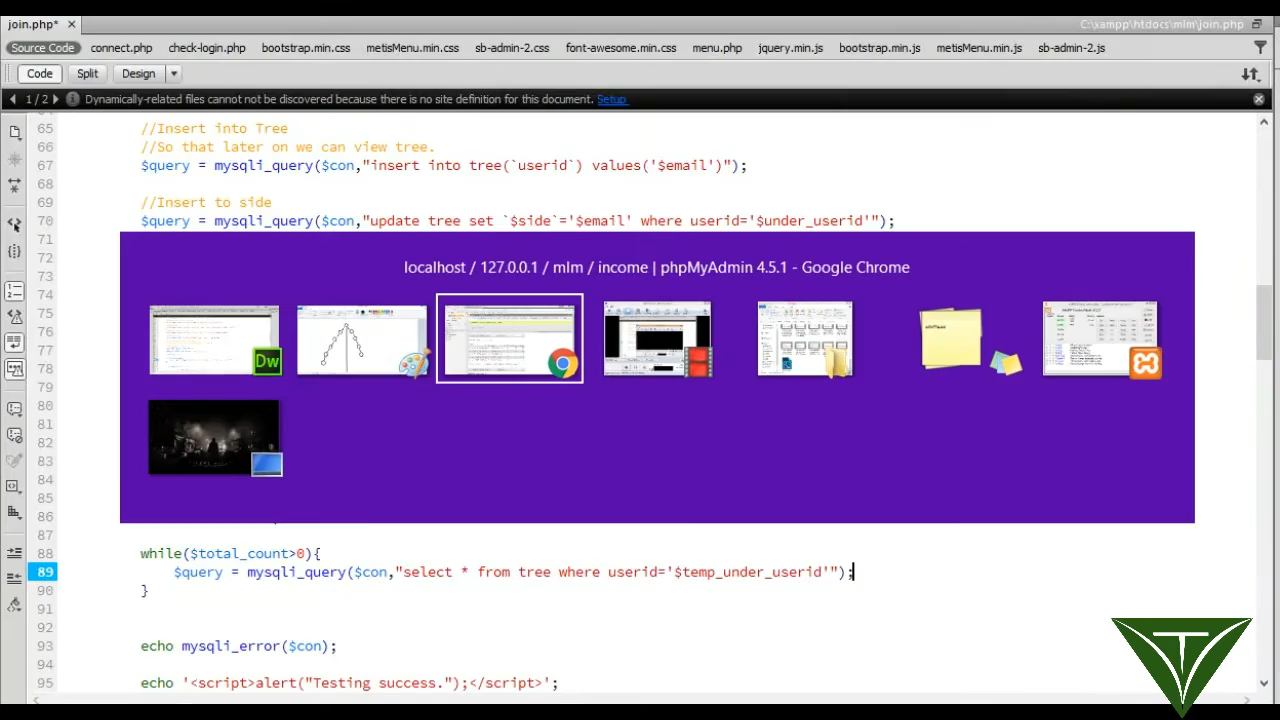 join.php* ×
C:\xampp\htdocs\mlm\join.php
Source Code connect.php check-login.php bootstrap.min.css metisMenu.min.css sb-admin-2.css font-awesome.min.css menu.php jquery.min.js bootstrap.min.js metisMenu.min.js sb-admin-2.js
Code Split Design
1 / 2 Dynamically-related files cannot not be discovered because there is no site definition for this document. Setup
65 //Insert into Tree
66 //So that later on we can view tree.
67 $query = mysqli_query($con,"insert into tree(`userid`) values('$email')");
68
69 //Insert to side
70 $query = mysqli_query($con,"update tree set `$side`='$email' where userid='$under_userid'");
71
72
localhost / 127.0.0.1 / mlm / income | phpMyAdmin 4.5.1 - Google Chrome
73
74
75
76
77
78
Dw
79
80
81
82
83
84
85
86
87
88 while($total_count>0){
89 $query = mysqli_query($con,"select * from tree where userid='$temp_under_userid'");
90 }
91
92
93 echo mysqli_error($con);
94
95 echo '<script>alert("Testing success.");</script>';
T